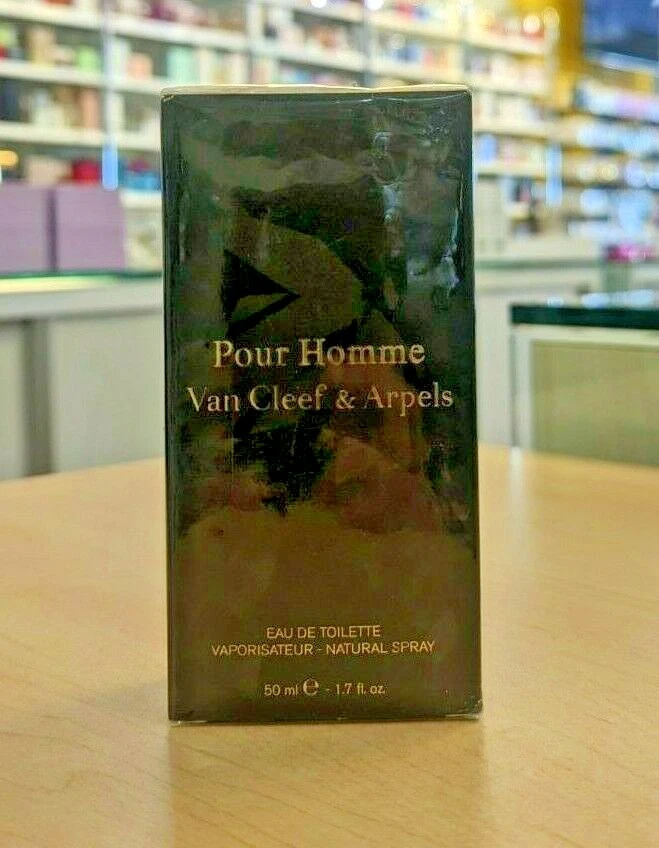 Pour Homme
Van Cleef & Arpels
EAU DE TOILETTE
VAPORISATEUR - NATURAL SPRAY
50 ml ℮ - 1.7 fl. oz.